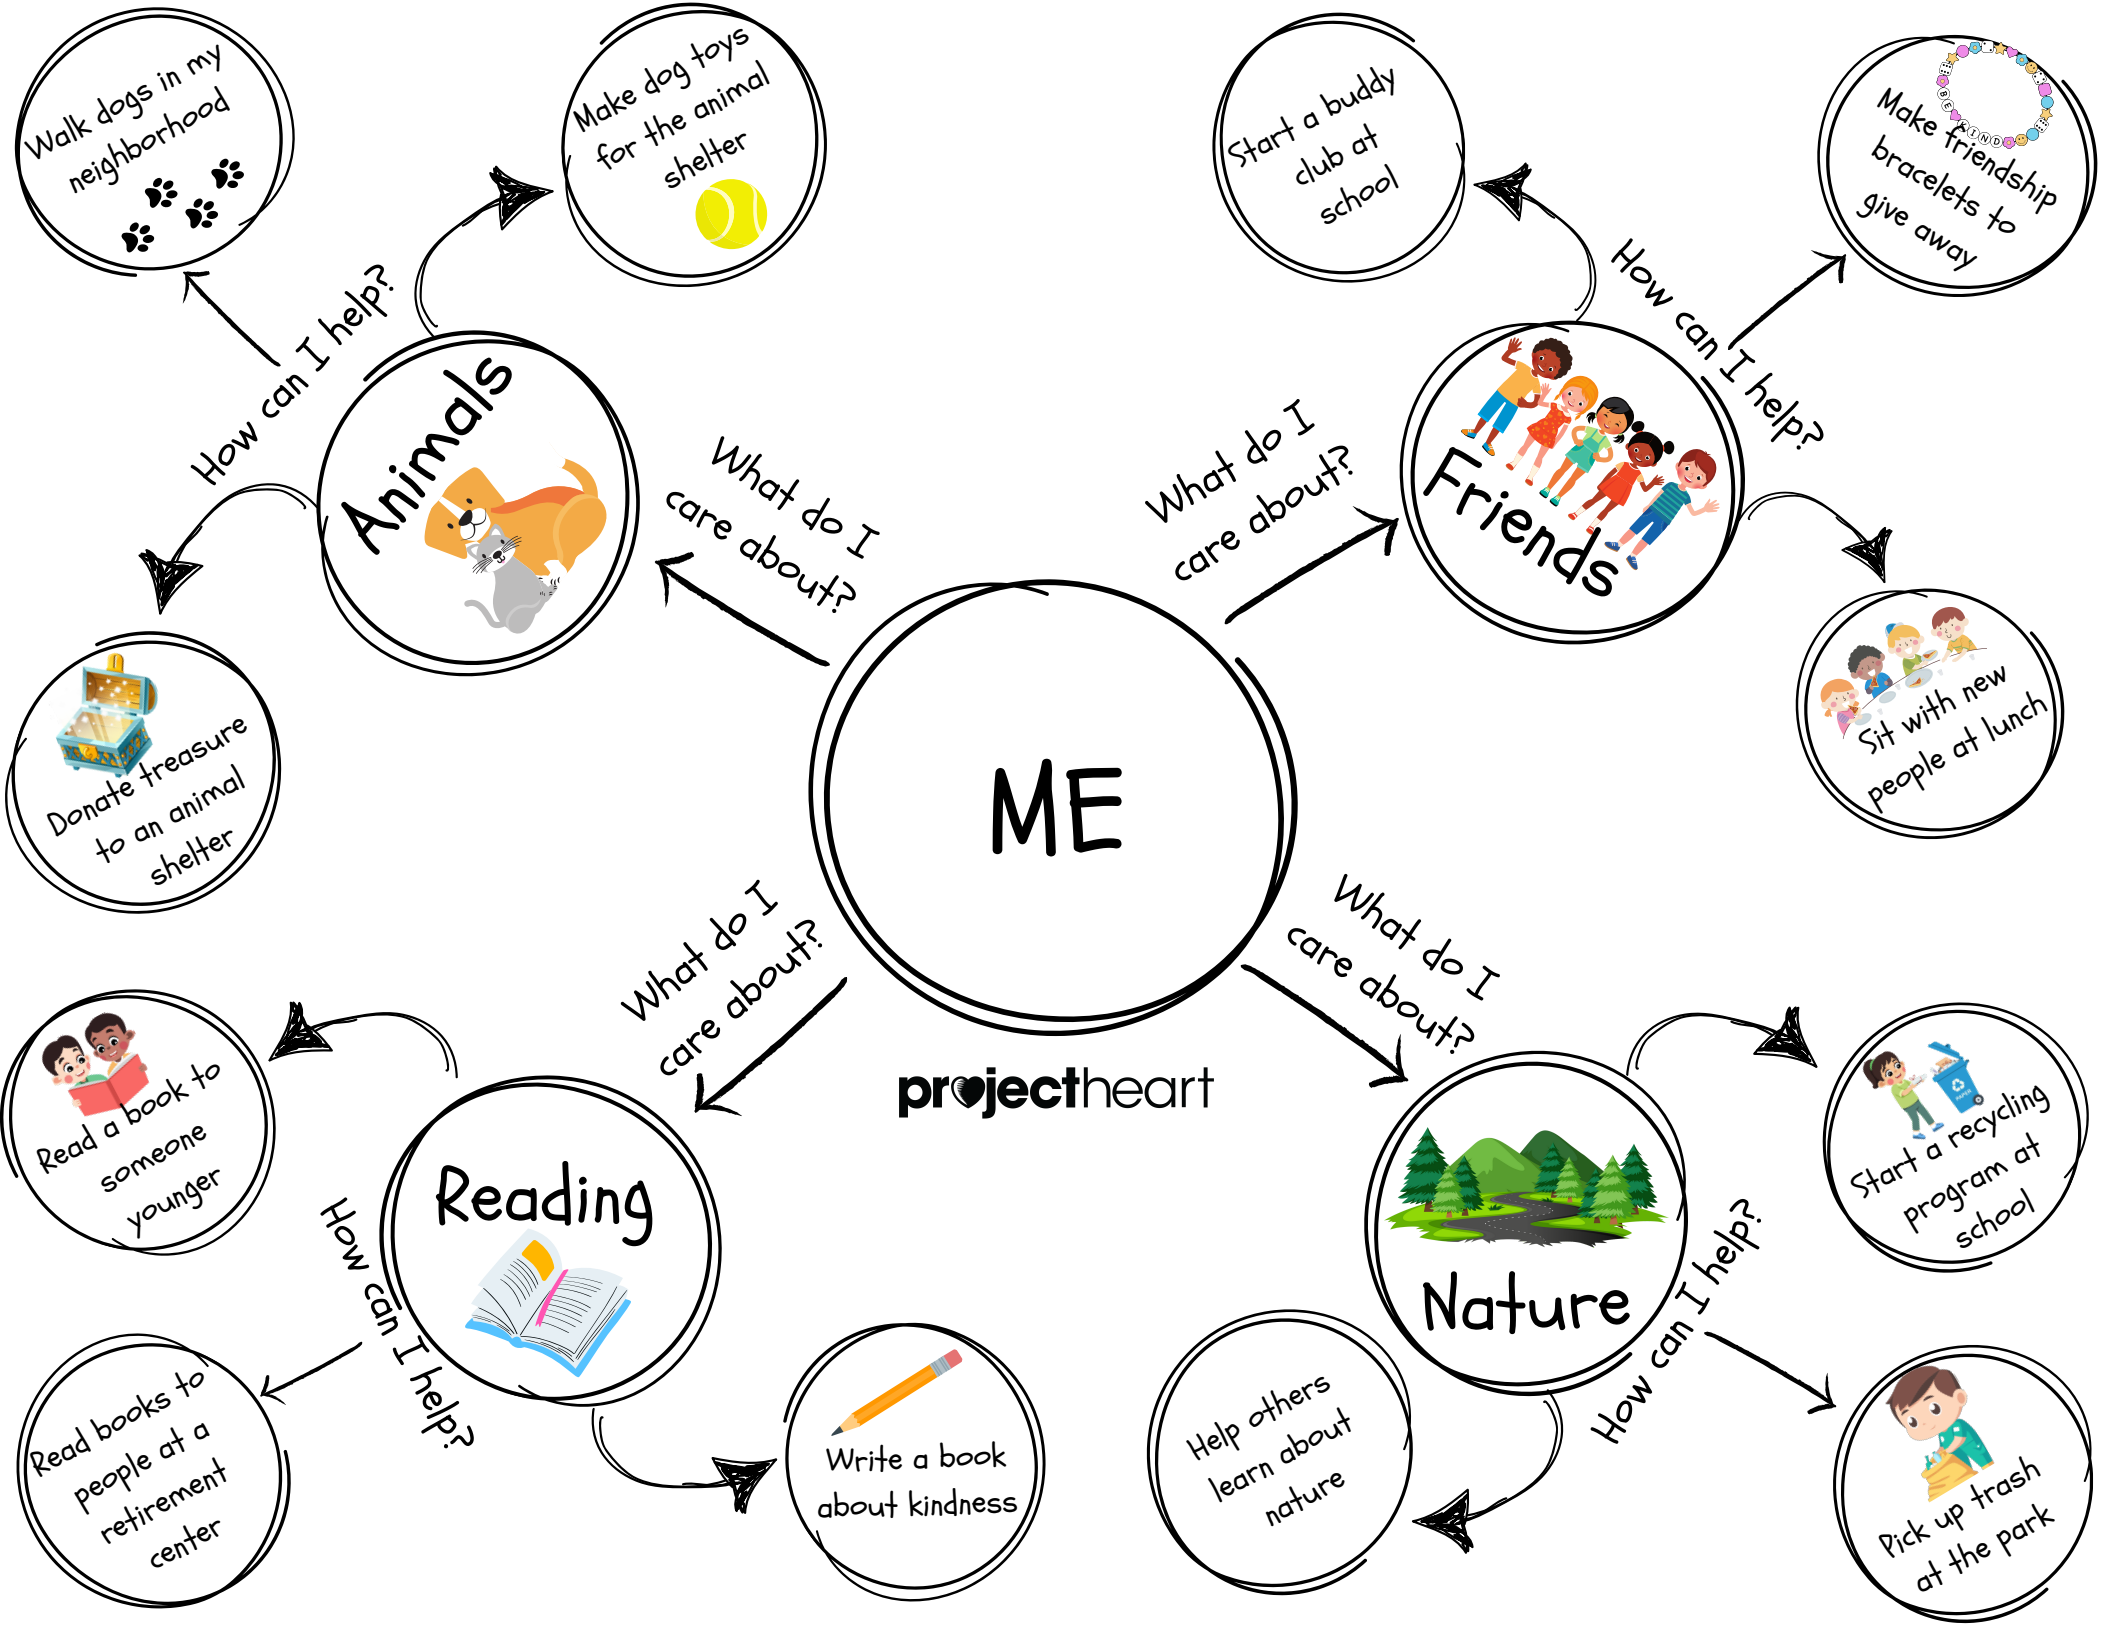 Walk dogs in my
neighborhood
Make dog toys
for the animal
shelter
How can I help?
Animals
Donate treasure
to an animal
shelter
What do I
care about?
Start a buddy
club at
school
Make friendship
bracelets to
give away
BE KIND
How can I help?
Friends
Sit with new
people at lunch
What do I
care about?
ME
projectheart
What do I
care about?
Reading
How can I help?
Read a book to
someone
younger
Read books to
people at a
retirement
center
Write a book
about kindness
What do I
care about?
Nature
How can I help?
Start a recycling
program at
school
PAPER
Help others
learn about
nature
Pick up trash
at the park